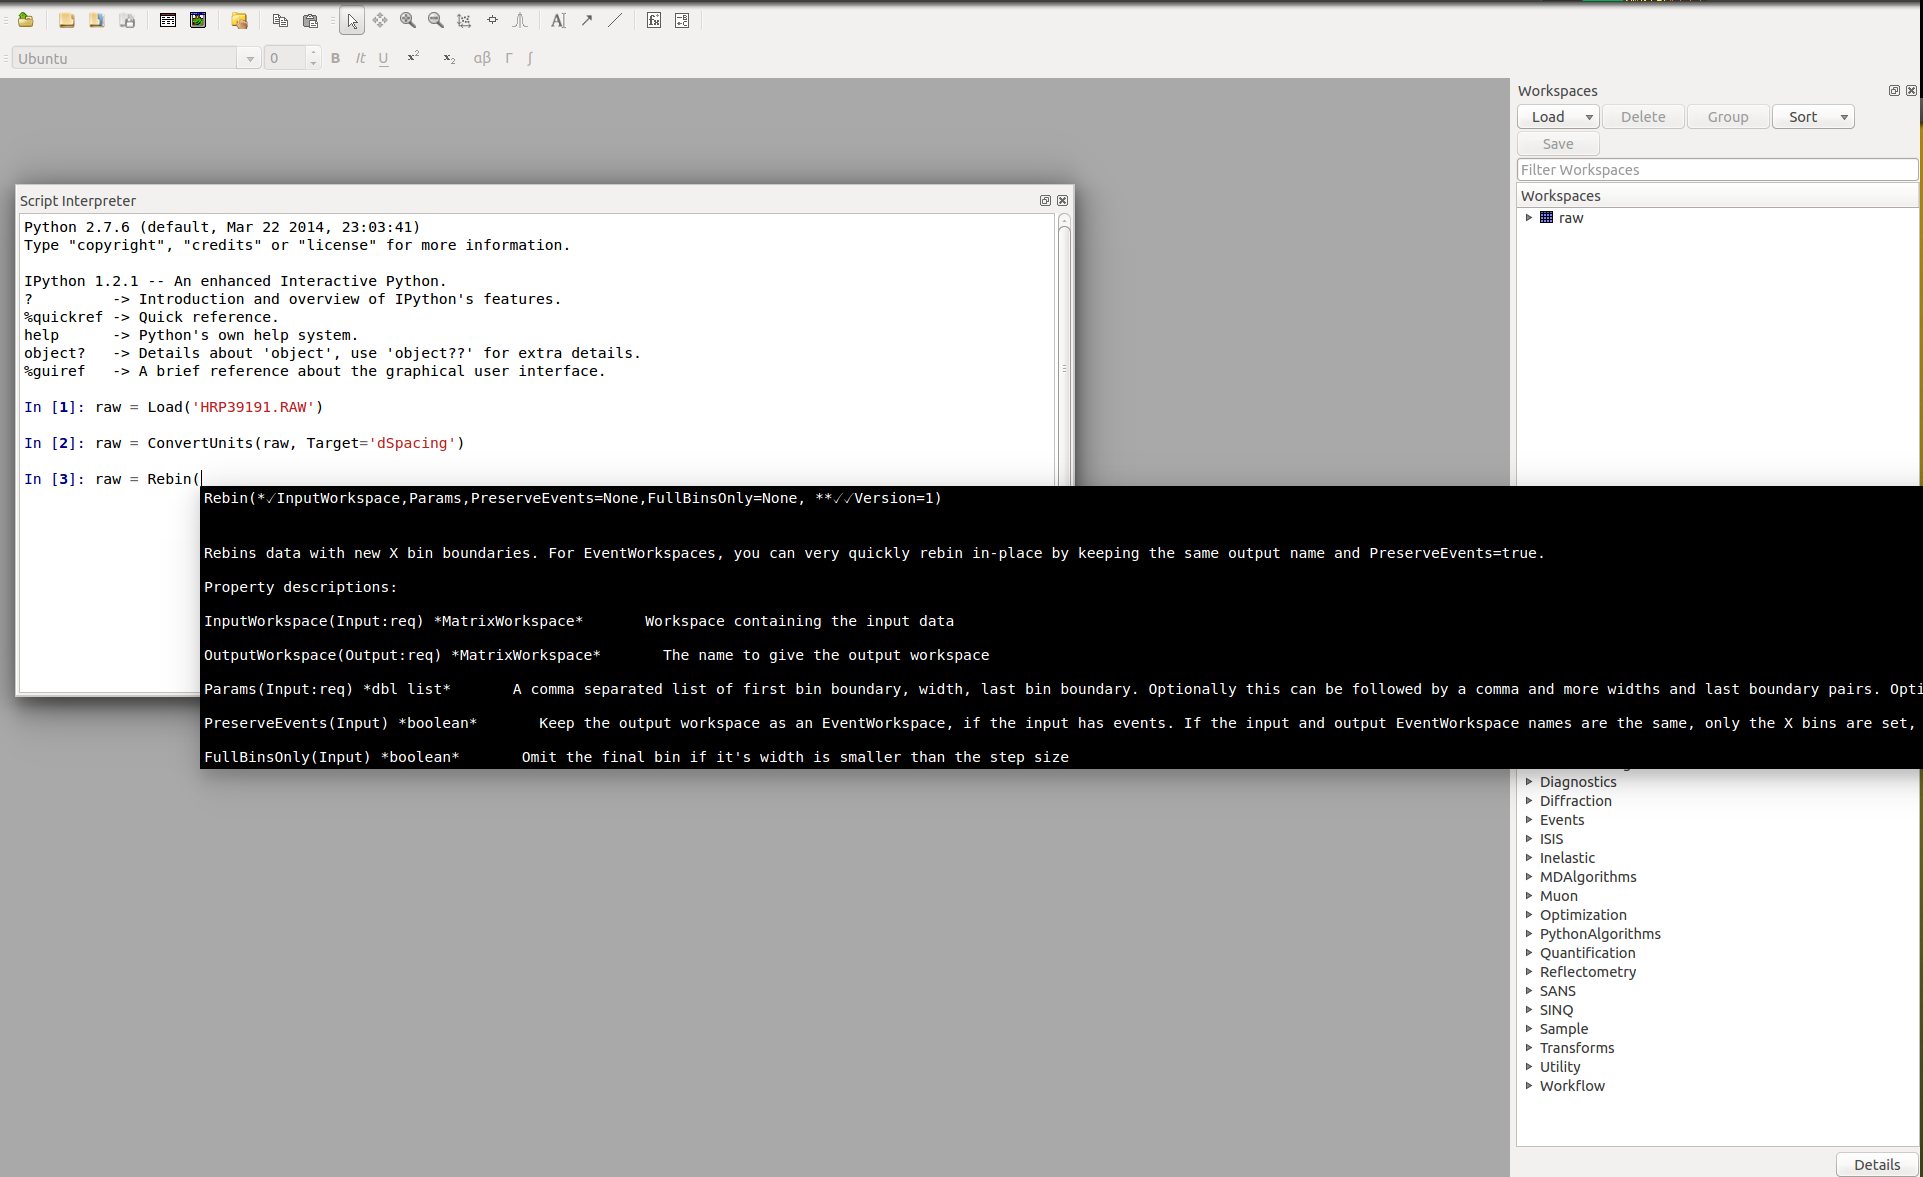 Ubuntu
0
B It U x² x₂ αβ Γ ∫
Workspaces
Load Delete Group Sort
Save
Filter Workspaces
Workspaces
raw
Script Interpreter
Python 2.7.6 (default, Mar 22 2014, 23:03:41)
Type "copyright", "credits" or "license" for more information.
IPython 1.2.1 -- An enhanced Interactive Python.
?         -> Introduction and overview of IPython's features.
%quickref -> Quick reference.
help      -> Python's own help system.
object?   -> Details about 'object', use 'object??' for extra details.
%guiref   -> A brief reference about the graphical user interface.
In [1]: raw = Load('HRP39191.RAW')
In [2]: raw = ConvertUnits(raw, Target='dSpacing')
In [3]: raw = Rebin(
Rebin(*✓InputWorkspace,Params,PreserveEvents=None,FullBinsOnly=None, **✓✓Version=1)
Rebins data with new X bin boundaries. For EventWorkspaces, you can very quickly rebin in-place by keeping the same output name and PreserveEvents=true.
Property descriptions:
InputWorkspace(Input:req) *MatrixWorkspace*       Workspace containing the input data
OutputWorkspace(Output:req) *MatrixWorkspace*       The name to give the output workspace
Params(Input:req) *dbl list*       A comma separated list of first bin boundary, width, last bin boundary. Optionally this can be followed by a comma and more widths and last boundary pairs. Opti
PreserveEvents(Input) *boolean*       Keep the output workspace as an EventWorkspace, if the input has events. If the input and output EventWorkspace names are the same, only the X bins are set,
FullBinsOnly(Input) *boolean*       Omit the final bin if it's width is smaller than the step size
Diagnostics
Diffraction
Events
ISIS
Inelastic
MDAlgorithms
Muon
Optimization
PythonAlgorithms
Quantification
Reflectometry
SANS
SINQ
Sample
Transforms
Utility
Workflow
Details